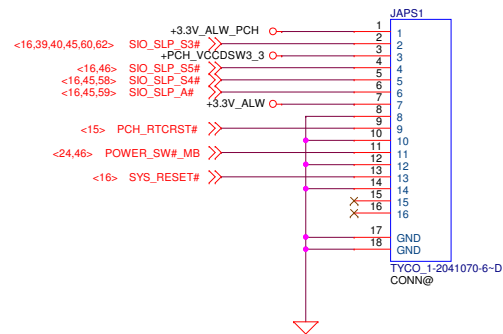 JAPS1
+3.3V_ALW_PCH 1 1
<16,39,40,45,60,62> SIO_SLP_S3# 2 2
+PCH_VCCDSW3_3 3 3
<16,46> SIO_SLP_S5# 4 4
<16,45,58> SIO_SLP_S4# 5 5
<16,45,59> SIO_SLP_A# 6 6
+3.3V_ALW 7 7
8 8
<15> PCH_RTCRST# 9 9
10 10
<24,46> POWER_SW#_MB 11 11
12 12
<16> SYS_RESET# 13 13
14 14
15 15
16 16
17 GND
18 GND
TYCO_1-2041070-6~D
CONN@